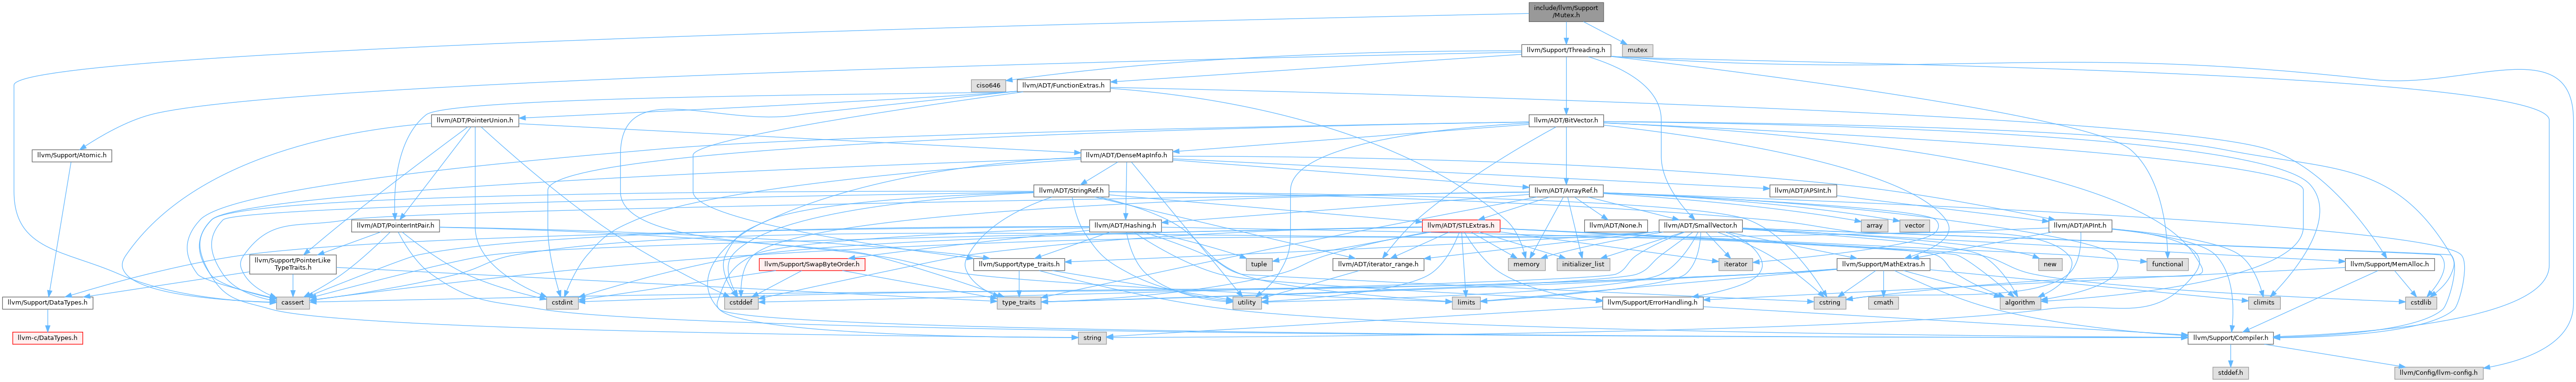 include/llvm/Support
/Mutex.h
llvm/Support/Threading.h
mutex
ciso646
llvm/ADT/FunctionExtras.h
llvm/ADT/PointerUnion.h
llvm/ADT/BitVector.h
llvm/Support/Atomic.h
llvm/ADT/DenseMapInfo.h
llvm/ADT/StringRef.h
llvm/ADT/ArrayRef.h
llvm/ADT/APSInt.h
llvm/ADT/PointerIntPair.h
llvm/ADT/Hashing.h
llvm/ADT/STLExtras.h
llvm/ADT/None.h
llvm/ADT/SmallVector.h
array
vector
llvm/ADT/APInt.h
llvm/Support/PointerLike
TypeTraits.h
llvm/Support/SwapByteOrder.h
llvm/Support/type_traits.h
tuple
llvm/ADT/iterator_range.h
memory
initializer_list
iterator
llvm/Support/MathExtras.h
new
functional
llvm/Support/MemAlloc.h
llvm/Support/DataTypes.h
cassert
cstdint
cstddef
type_traits
utility
limits
llvm/Support/ErrorHandling.h
cstring
cmath
algorithm
climits
cstdlib
llvm-c/DataTypes.h
string
llvm/Support/Compiler.h
stddef.h
llvm/Config/llvm-config.h